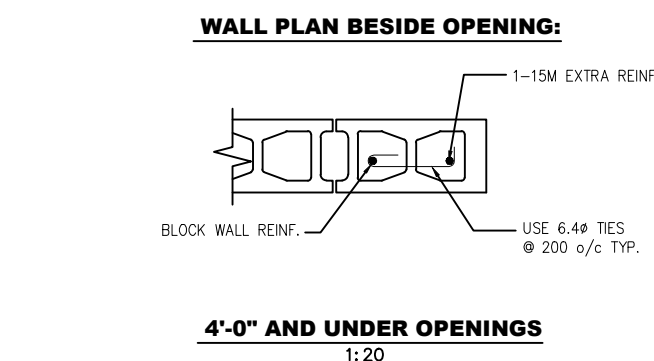 WALL PLAN BESIDE OPENING:
1-15M EXTRA REINF
BLOCK WALL REINF.
USE 6.4ø TIES
@ 200 o/c TYP.
4'-0" AND UNDER OPENINGS
1:20